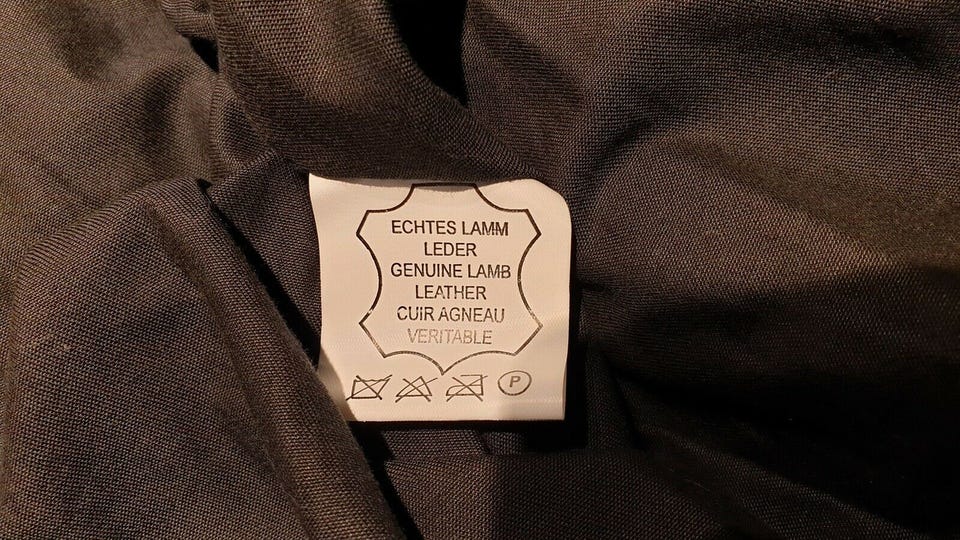 ECHTES LAMM
LEDER
GENUINE LAMB
LEATHER
CUIR AGNEAU
VERITABLE
P